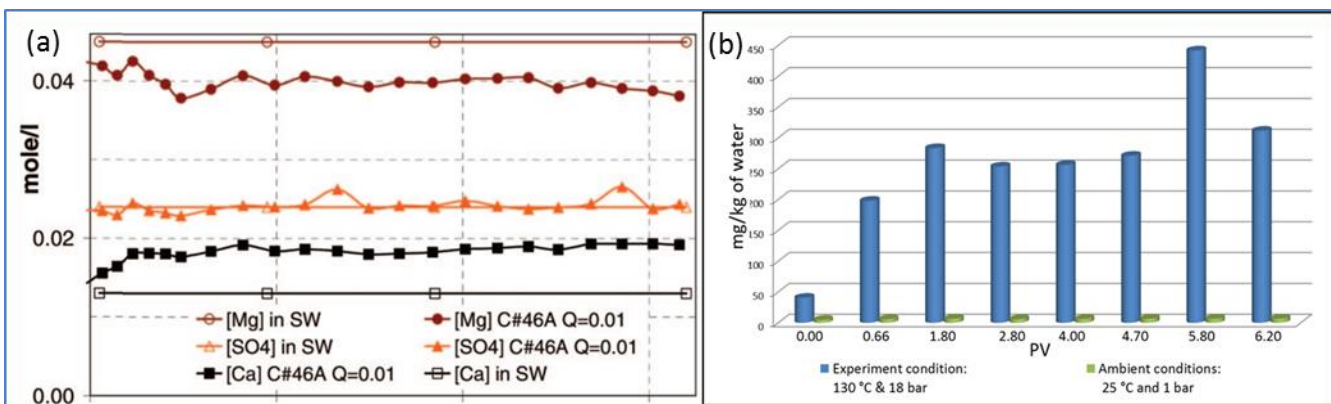 (a)
mole/l
0.04
0.02
0.00
[Mg] in SW
[Mg] C#46A Q=0.01
[SO4] in SW
[SO4] C#46A Q=0.01
[Ca] C#46A Q=0.01
[Ca] in SW
(b)
mg/kg of water
450
400
350
300
250
200
150
100
50
0
0.00 0.66 1.80 2.80 4.00 4.70 5.80 6.20
PV
Experiment condition:
130 °C & 18 bar
Ambient conditions:
25 °C and 1 bar